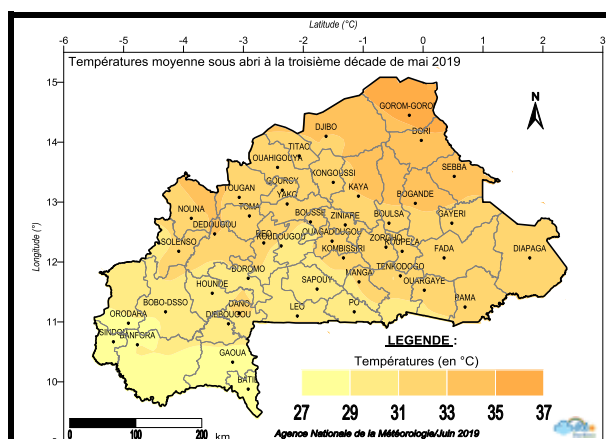 Latitude (°C)
-6 -5 -4 -3 -2 -1 0 1 2 3
Températures moyenne sous abri à la troisième décade de mai 2019
15
N
GOROM-GORO
DJIBO
DORI
14
TITAO
OUAHIGOUYA
KONGOUSSI
SEBBA
GOURCY
KAYA
TOUGAN
YAKO
BOGANDE
13
NOUNA
TOMA
BOUSSE
ZINIARE
BOULSA
GAYERI
DEDOUGOU
REO
OUAGADOUGOU
KOUDOUGOU
ZORGHO
KOUPELA
SOLENSO
KOMBISSIRI
FADA
DIAPAGA
12
Longitude (°)
TENKODOGO
BOROMO
MANGA
HOUNDE
SAPOUY
OUARGAYE
BOBO-DSSO
DANO
PAMA
ORODARA
LEO
PO
DIEBOUGOU
11
SINDOU
BANFORA
LEGENDE :
GAOUA
Températures (en °C)
10
BATIE
27 29 31 33 35 37
0 100 200
km
Agence Nationale de la Météorologie/Juin 2019